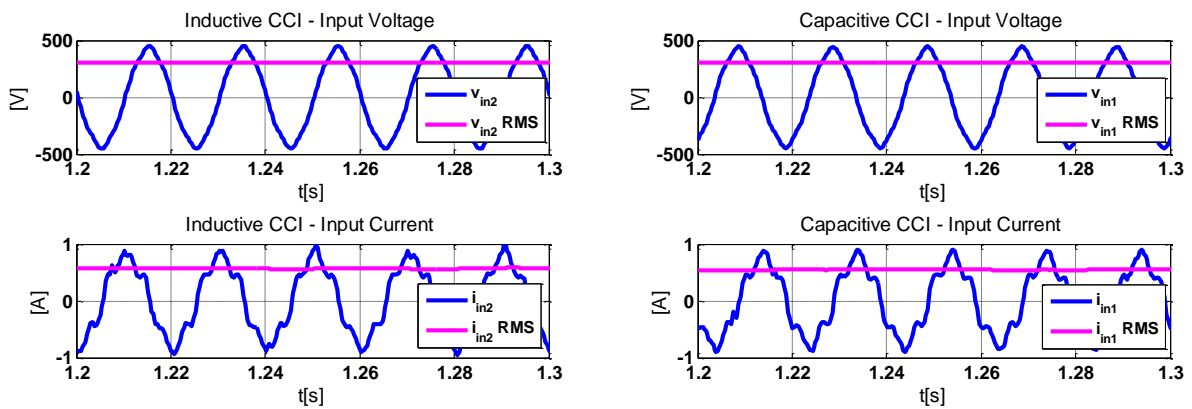 Inductive CCI - Input Voltage
500
0
-500
[V]
v_in2
v_in2 RMS
1.2 1.22 1.24 1.26 1.28 1.3
t[s]
Capacitive CCI - Input Voltage
500
0
-500
[V]
v_in1
v_in1 RMS
1.2 1.22 1.24 1.26 1.28 1.3
t[s]
Inductive CCI - Input Current
1
0
-1
[A]
i_in2
i_in2 RMS
1.2 1.22 1.24 1.26 1.28 1.3
t[s]
Capacitive CCI - Input Current
1
0
-1
[A]
i_in1
i_in1 RMS
1.2 1.22 1.24 1.26 1.28 1.3
t[s]